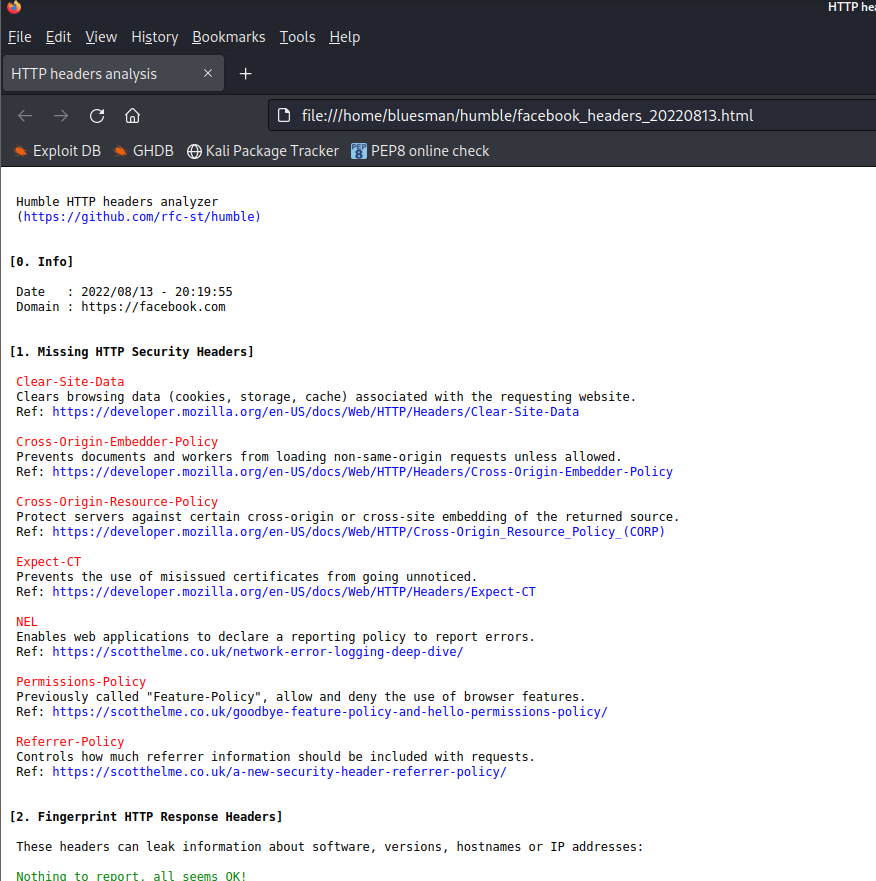 HTTP hea
File Edit View History Bookmarks Tools Help
HTTP headers analysis
file:///home/bluesman/humble/facebook_headers_20220813.html
Exploit DB GHDB Kali Package Tracker PEP8 online check
Humble HTTP headers analyzer
(https://github.com/rfc-st/humble)
[0. Info]
Date : 2022/08/13 - 20:19:55
Domain : https://facebook.com
[1. Missing HTTP Security Headers]
Clear-Site-Data
Clears browsing data (cookies, storage, cache) associated with the requesting website.
Ref: https://developer.mozilla.org/en-US/docs/Web/HTTP/Headers/Clear-Site-Data
Cross-Origin-Embedder-Policy
Prevents documents and workers from loading non-same-origin requests unless allowed.
Ref: https://developer.mozilla.org/en-US/docs/Web/HTTP/Headers/Cross-Origin-Embedder-Policy
Cross-Origin-Resource-Policy
Protect servers against certain cross-origin or cross-site embedding of the returned source.
Ref: https://developer.mozilla.org/en-US/docs/Web/HTTP/Cross-Origin_Resource_Policy_(CORP)
Expect-CT
Prevents the use of misissued certificates from going unnoticed.
Ref: https://developer.mozilla.org/en-US/docs/Web/HTTP/Headers/Expect-CT
NEL
Enables web applications to declare a reporting policy to report errors.
Ref: https://scotthelme.co.uk/network-error-logging-deep-dive/
Permissions-Policy
Previously called "Feature-Policy", allow and deny the use of browser features.
Ref: https://scotthelme.co.uk/goodbye-feature-policy-and-hello-permissions-policy/
Referrer-Policy
Controls how much referrer information should be included with requests.
Ref: https://scotthelme.co.uk/a-new-security-header-referrer-policy/
[2. Fingerprint HTTP Response Headers]
These headers can leak information about software, versions, hostnames or IP addresses:
Nothing to report, all seems OK!